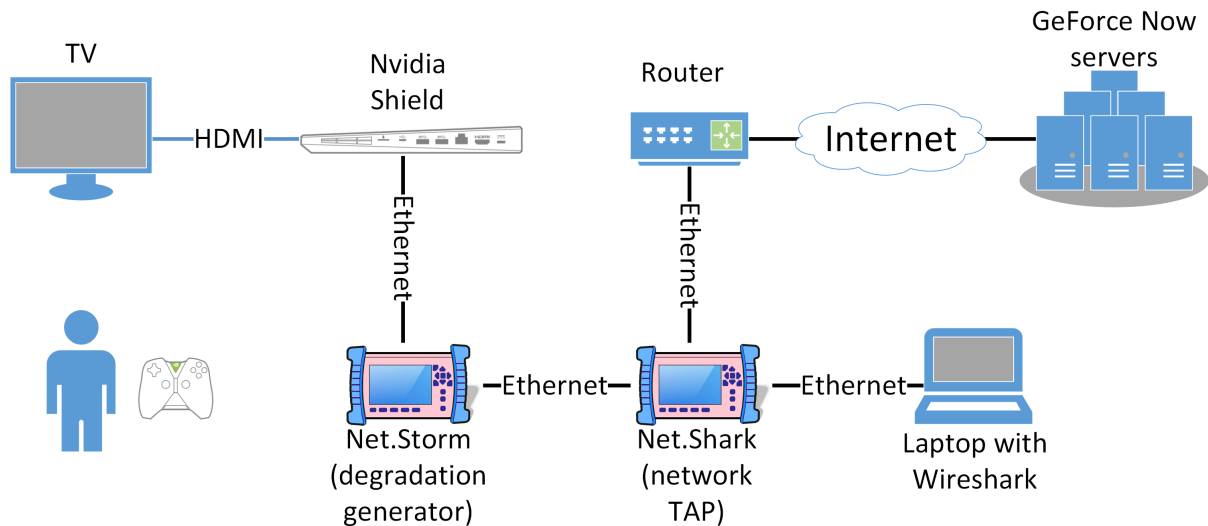 TV
Nvidia
Shield
Router
GeForce Now
servers
HDMI
HDMI
Internet
Ethernet
Ethernet
Ethernet
Ethernet
Net.Storm
(degradation
generator)
Net.Shark
(network
TAP)
Laptop with
Wireshark